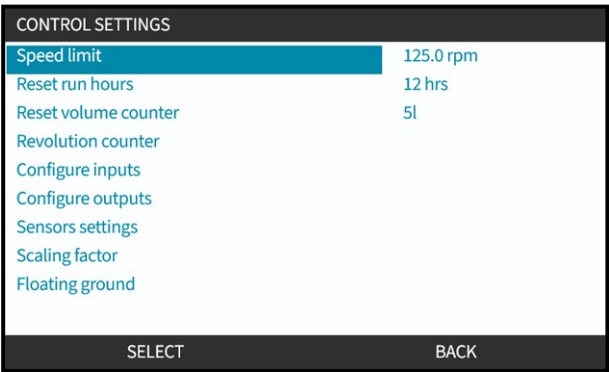 CONTROL SETTINGS
Speed limit 125.0 rpm
Reset run hours 12 hrs
Reset volume counter 5l
Revolution counter
Configure inputs
Configure outputs
Sensors settings
Scaling factor
Floating ground
SELECT BACK